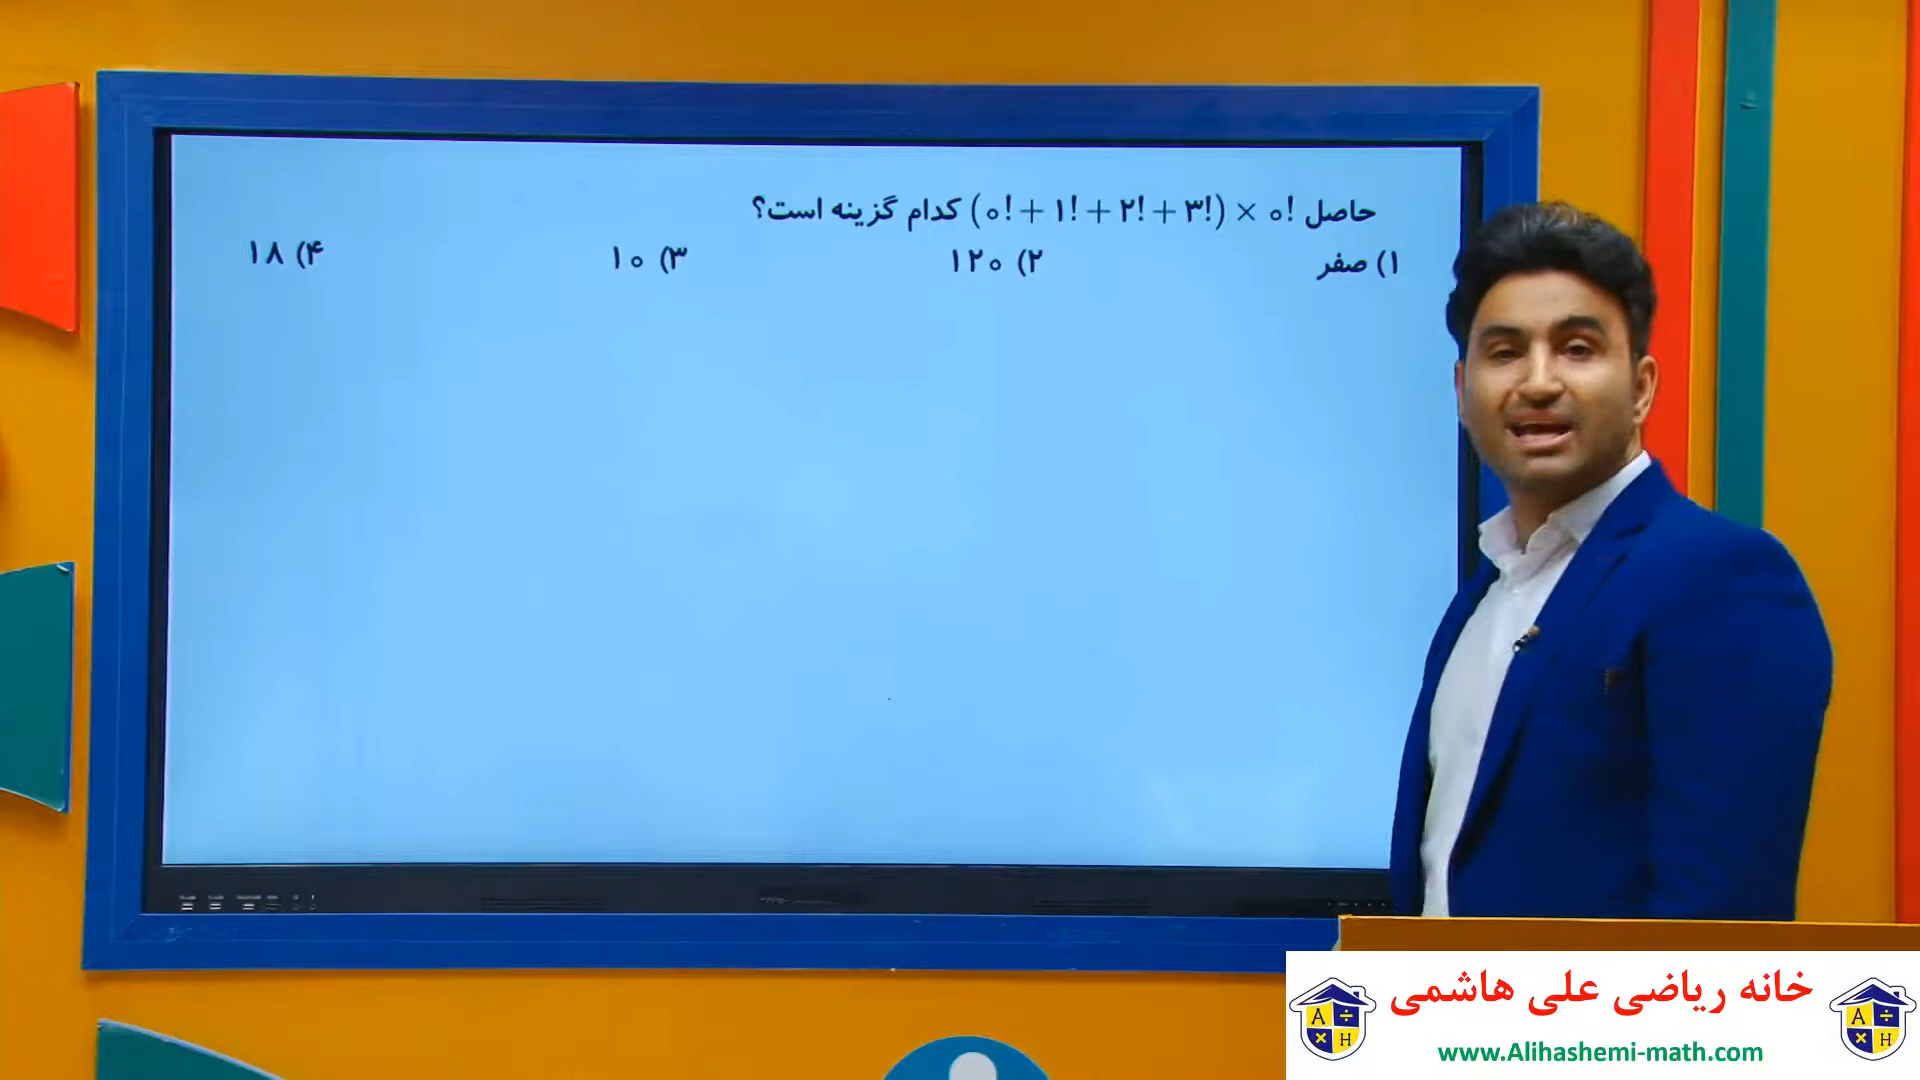 حاصل (۰! + ۱! + ۲! + ۳!) × ۰! کدام گزینه است؟
۱) صفر ۲) ۱۲۰ ۳) ۱۰ ۴) ۱۸
خانه ریاضی علی هاشمی
A ÷ × H
A ÷ × H
www.Alihashemi-math.com